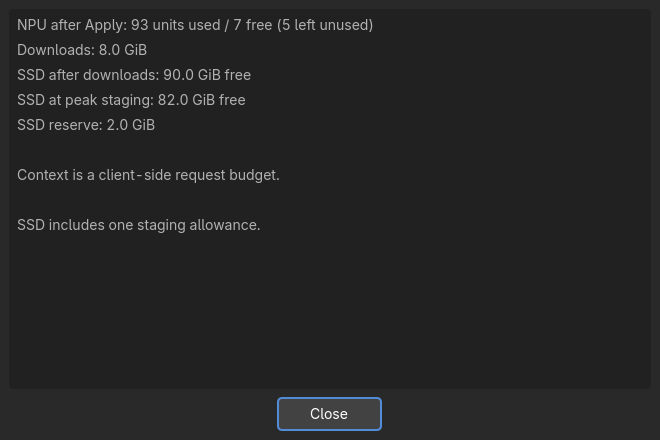 NPU after Apply: 93 units used / 7 free (5 left unused)
Downloads: 8.0 GiB
SSD after downloads: 90.0 GiB free
SSD at peak staging: 82.0 GiB free
SSD reserve: 2.0 GiB
Context is a client-side request budget.
SSD includes one staging allowance.
Close